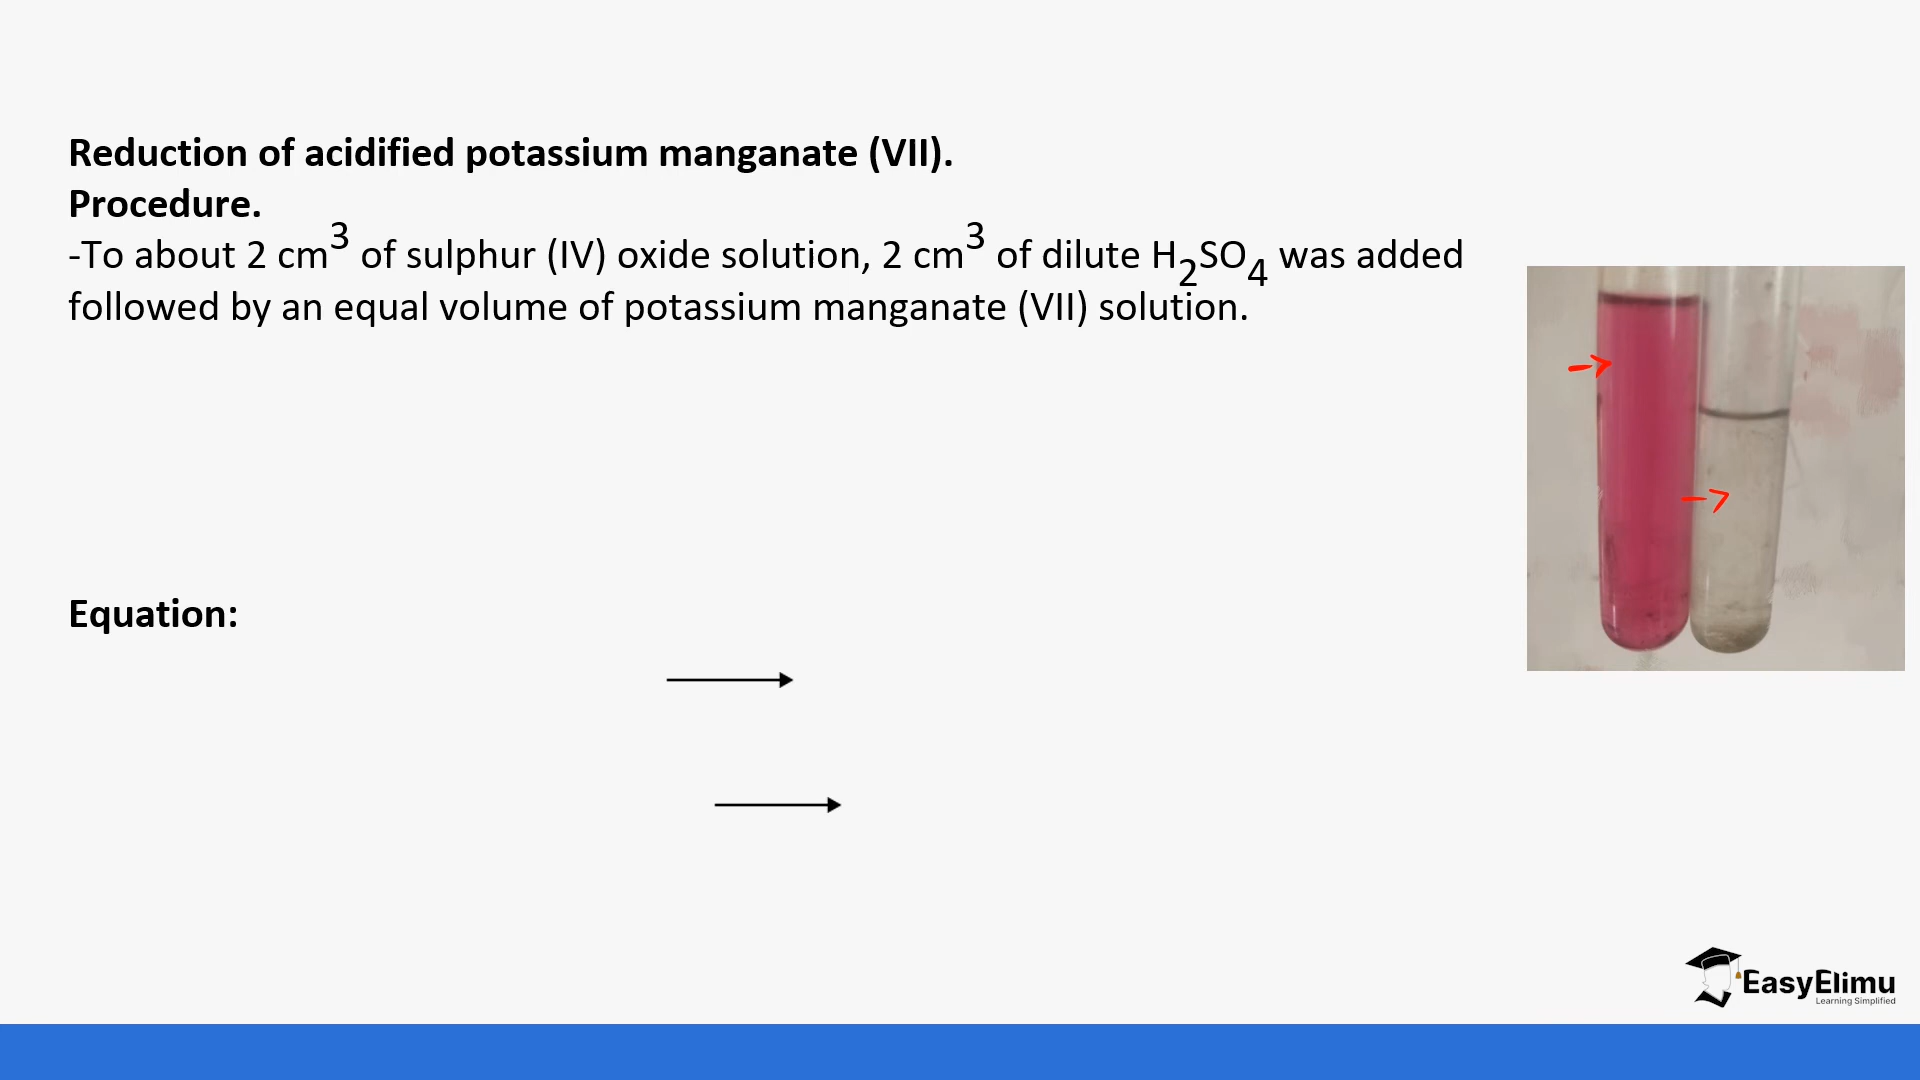 Reduction of acidified potassium manganate (VII).
Procedure.
-To about 2 cm³ of sulphur (IV) oxide solution, 2 cm³ of dilute H₂SO₄ was added
followed by an equal volume of potassium manganate (VII) solution.
Equation:
EasyElimu
Learning Simplified